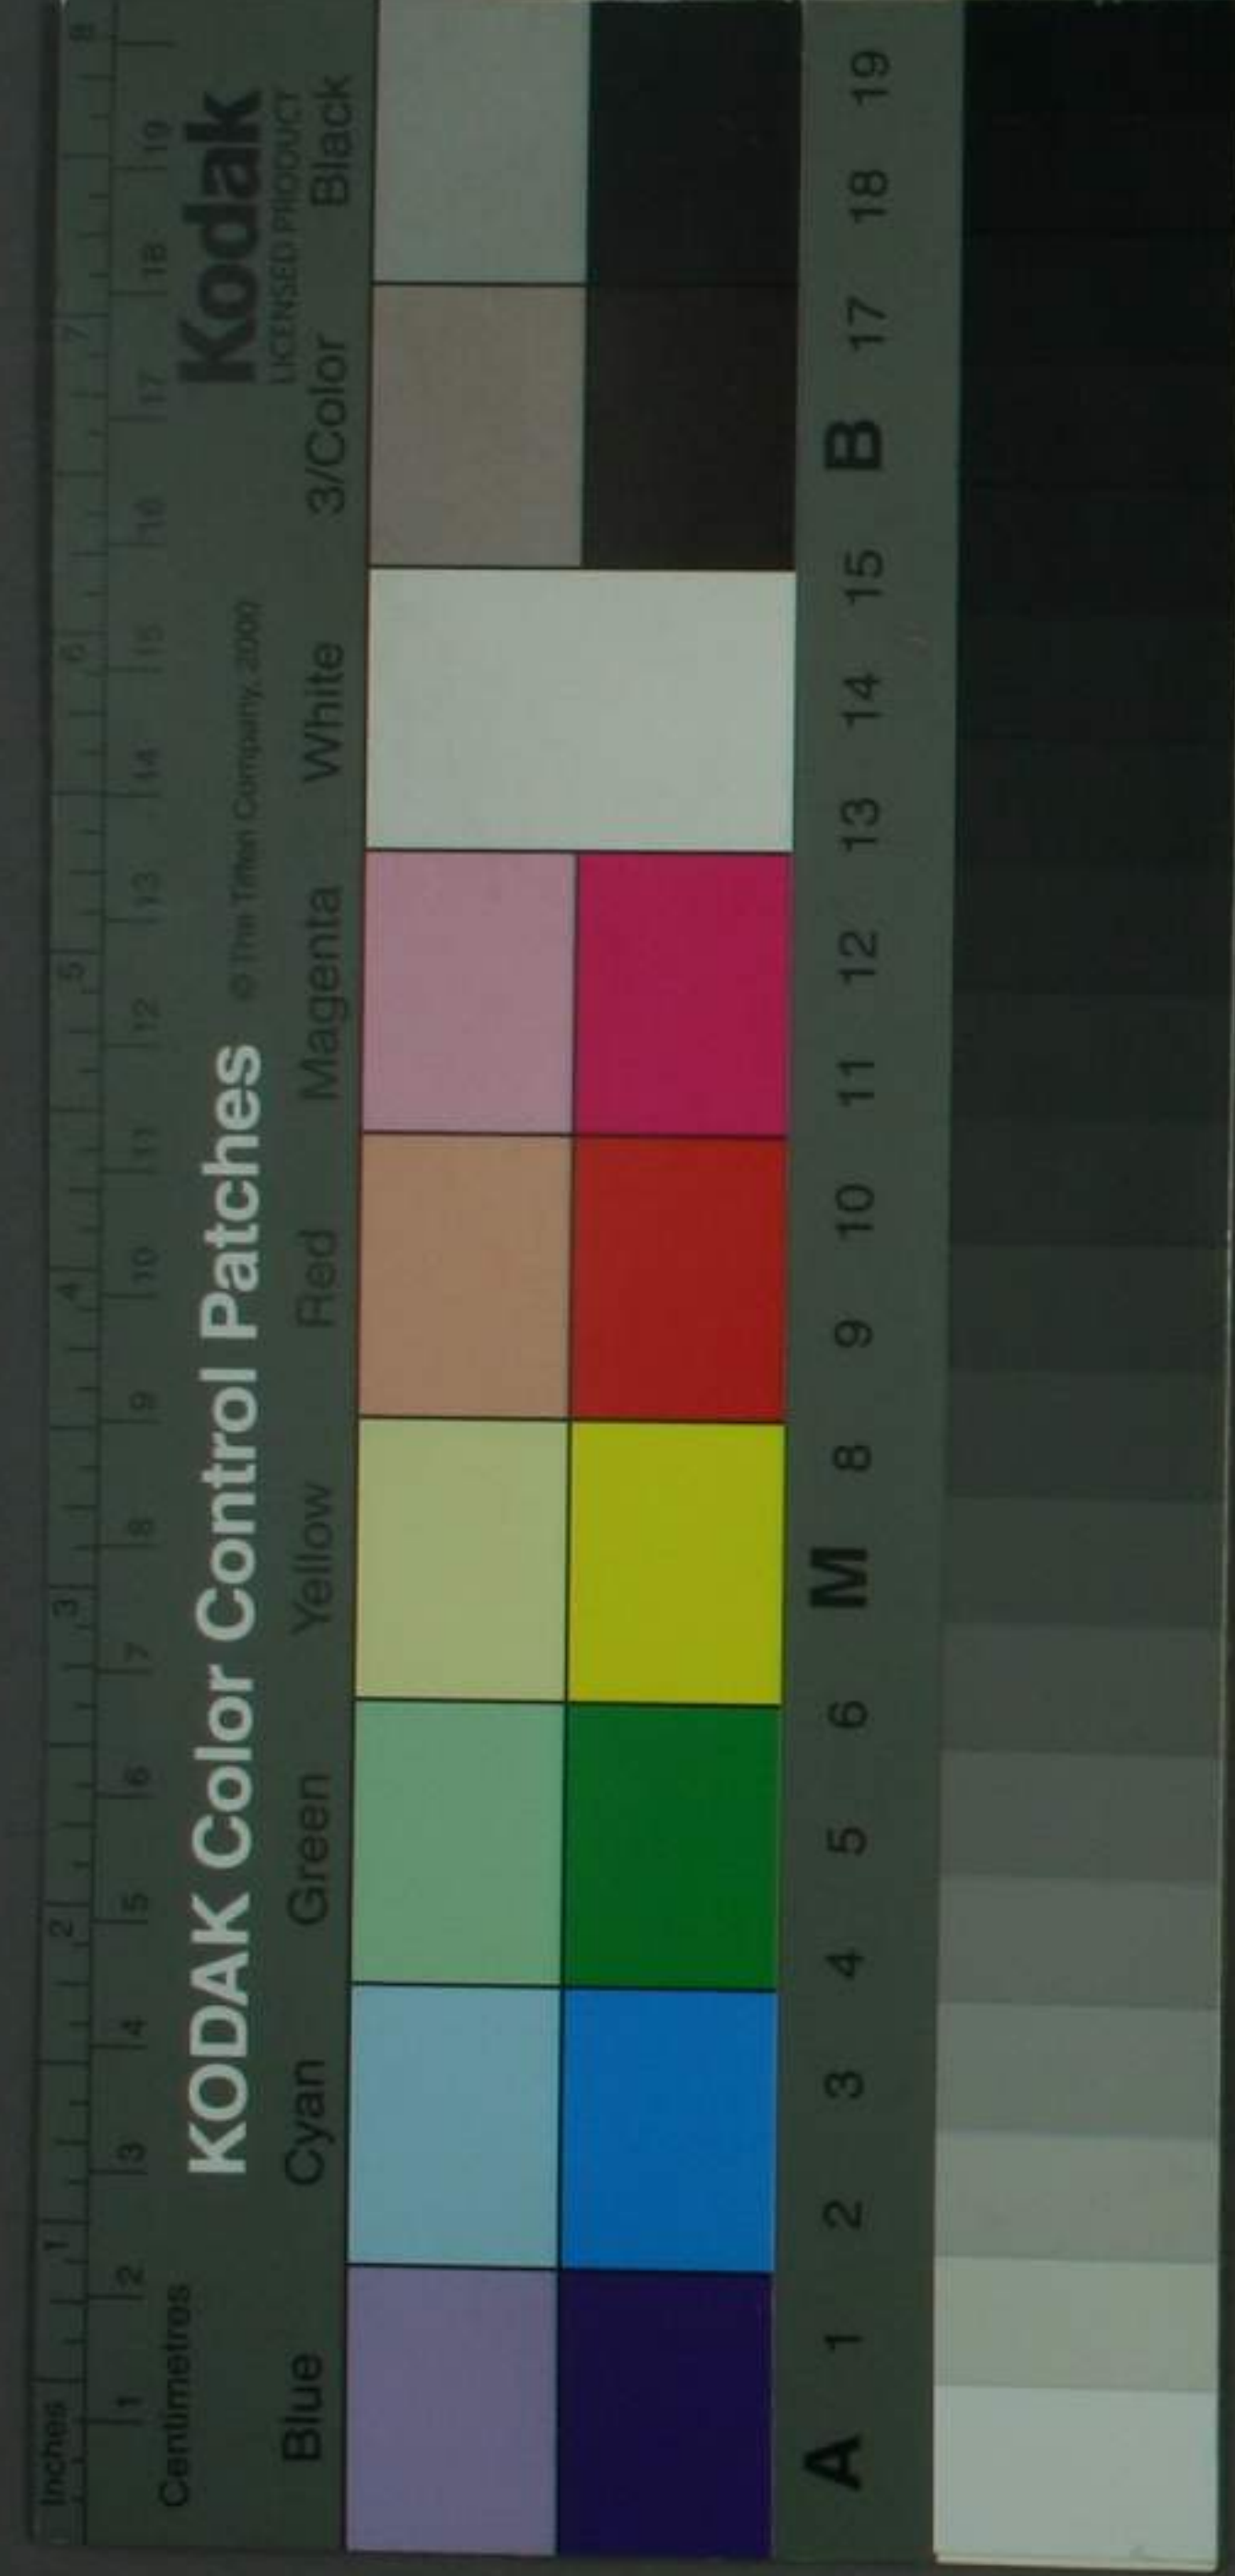 Inches 1 2 3 4 5 6 7 8
Centimetres 1 2 3 4 5 6 7 8 9 10 11 12 13 14 15 16 17 18 19
KODAK Color Control Patches © The Tiffen Company, 2000 Kodak
LICENSED PRODUCT
Blue Cyan Green Yellow Red Magenta White 3/Color Black
A 1 2 3 4 5 6 M 8 9 10 11 12 13 14 15 B 17 18 19